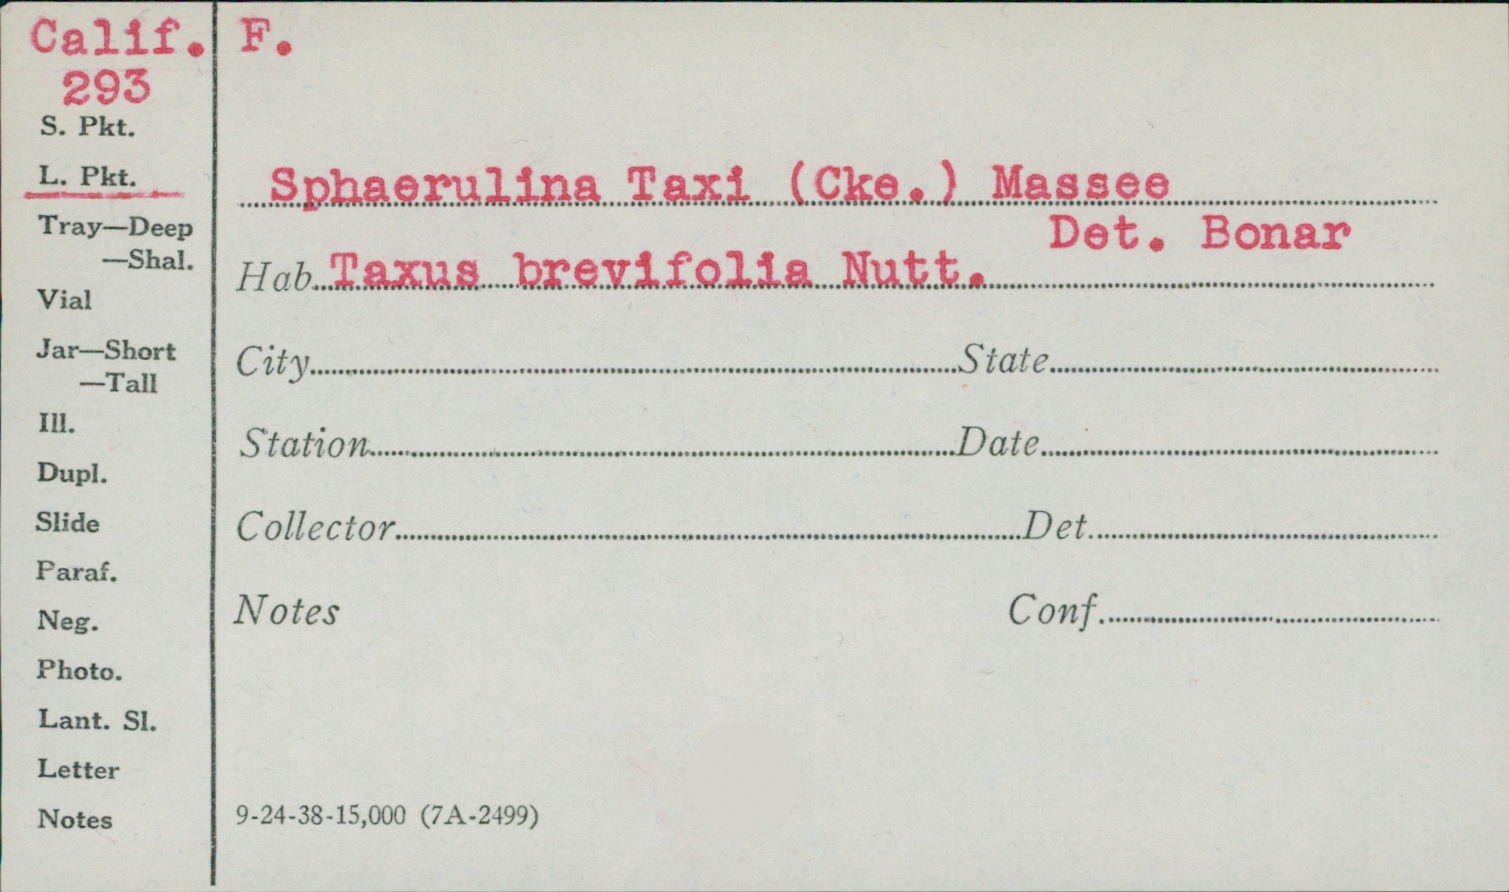 Calif. F.
293
S. Pkt.
L. Pkt.
Sphaerulina Taxi (Cke.) Massee
Det. Bonar
Tray—Deep
—Shal.
Hab. Taxus brevifolia Nutt.
Vial
Jar—Short
—Tall
City State
Ill.
Station Date
Dupl.
Slide
Collector Det.
Paraf.
Neg.
Notes Conf.
Photo.
Lant. Sl.
Letter
Notes
9-24-38-15,000 (7A-2499)